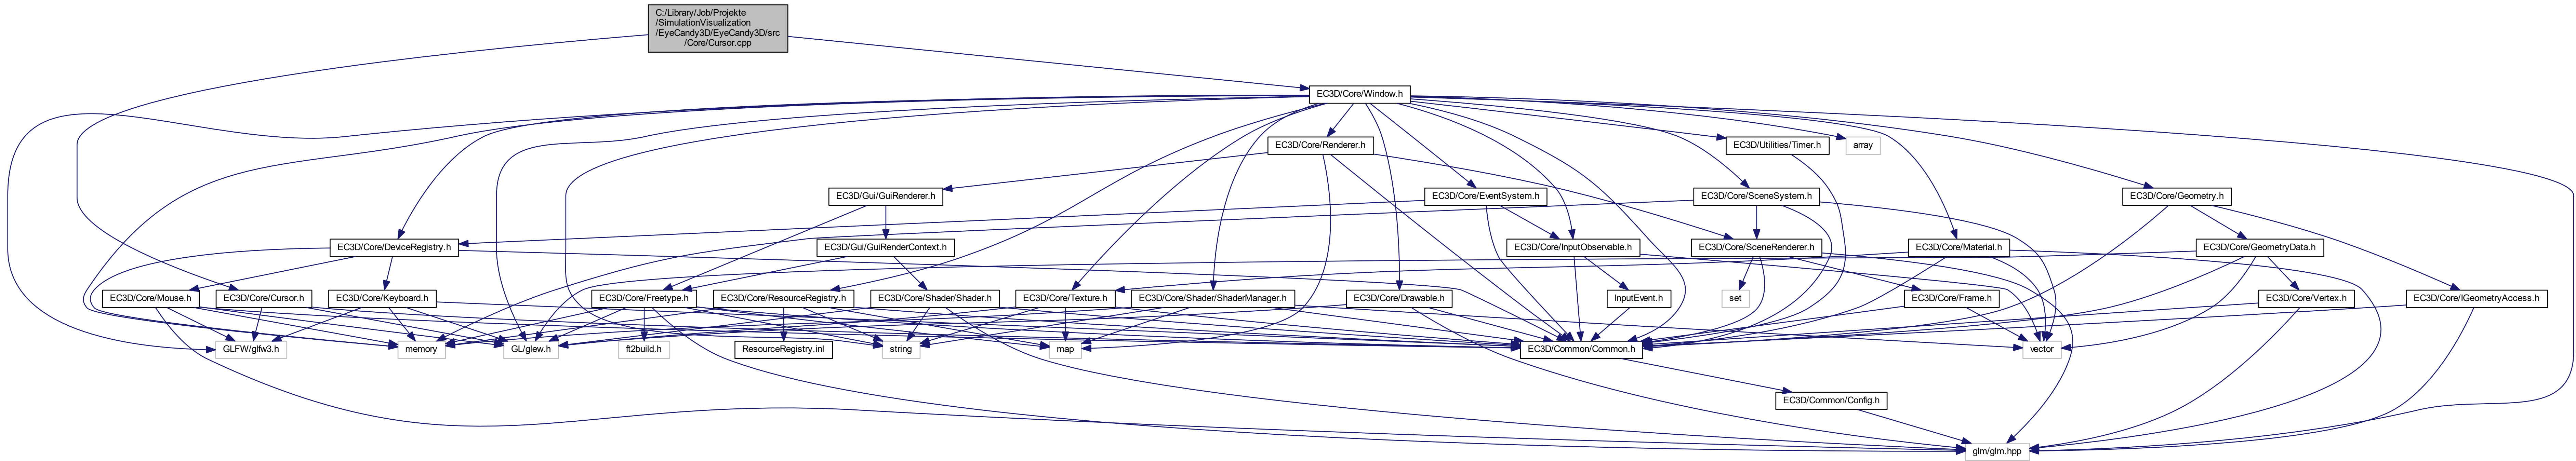 C:/Library/Job/Projekte
/SimulationVisualization
/EyeCandy3D/EyeCandy3D/src
/Core/Cursor.cpp
EC3D/Core/Window.h
EC3D/Core/Renderer.h
EC3D/Utilities/Timer.h
array
EC3D/Gui/GuiRenderer.h
EC3D/Core/EventSystem.h
EC3D/Core/SceneSystem.h
EC3D/Core/Geometry.h
EC3D/Core/DeviceRegistry.h
EC3D/Gui/GuiRenderContext.h
EC3D/Core/InputObservable.h
EC3D/Core/SceneRenderer.h
EC3D/Core/Material.h
EC3D/Core/GeometryData.h
EC3D/Core/Mouse.h
EC3D/Core/Cursor.h
EC3D/Core/Keyboard.h
EC3D/Core/Freetype.h
EC3D/Core/ResourceRegistry.h
EC3D/Core/Shader/Shader.h
EC3D/Core/Texture.h
EC3D/Core/Shader/ShaderManager.h
EC3D/Core/Drawable.h
InputEvent.h
set
EC3D/Core/Frame.h
EC3D/Core/Vertex.h
EC3D/Core/IGeometryAccess.h
GLFW/glfw3.h
memory
GL/glew.h
ft2build.h
ResourceRegistry.inl
string
map
EC3D/Common/Common.h
vector
EC3D/Common/Config.h
glm/glm.hpp